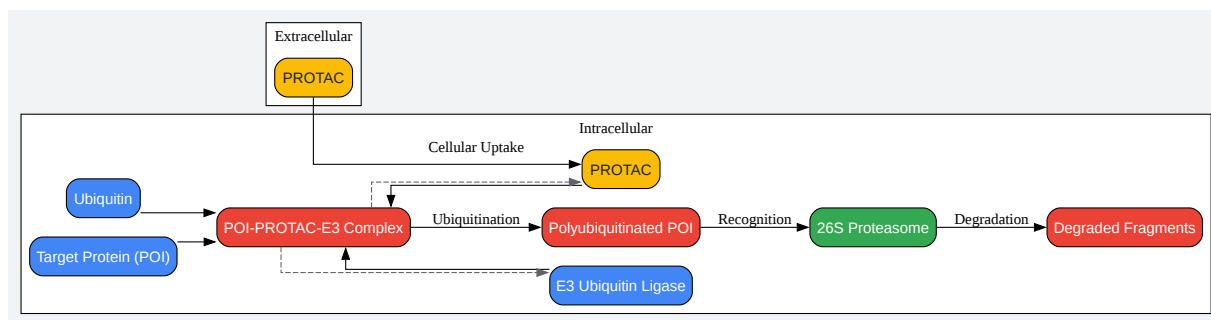 Extracellular
PROTAC
Intracellular
Cellular Uptake
PROTAC
Ubiquitin
Target Protein (POI)
POI-PROTAC-E3 Complex
Ubiquitination
Polyubiquitinated POI
Recognition
26S Proteasome
Degradation
Degraded Fragments
E3 Ubiquitin Ligase